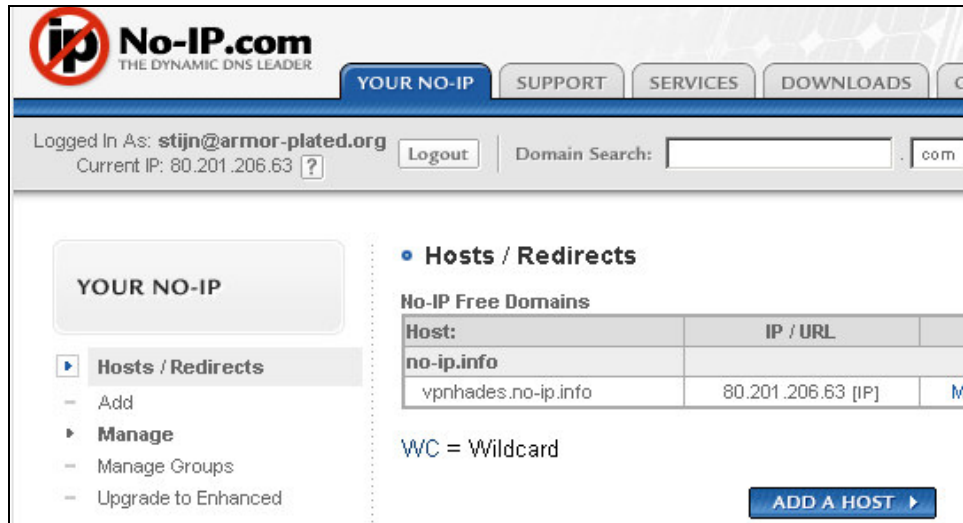 ip No-IP.com
THE DYNAMIC DNS LEADER
YOUR NO-IP SUPPORT SERVICES DOWNLOADS
Logged In As: stijn@armor-plated.org Logout Domain Search: . com
Current IP: 80.201.206.63 ?
YOUR NO-IP
Hosts / Redirects
Add
Manage
Manage Groups
Upgrade to Enhanced
Hosts / Redirects
No-IP Free Domains
Host: IP / URL
no-ip.info
vpnhades.no-ip.info 80.201.206.63 [IP]
WC = Wildcard
ADD A HOST